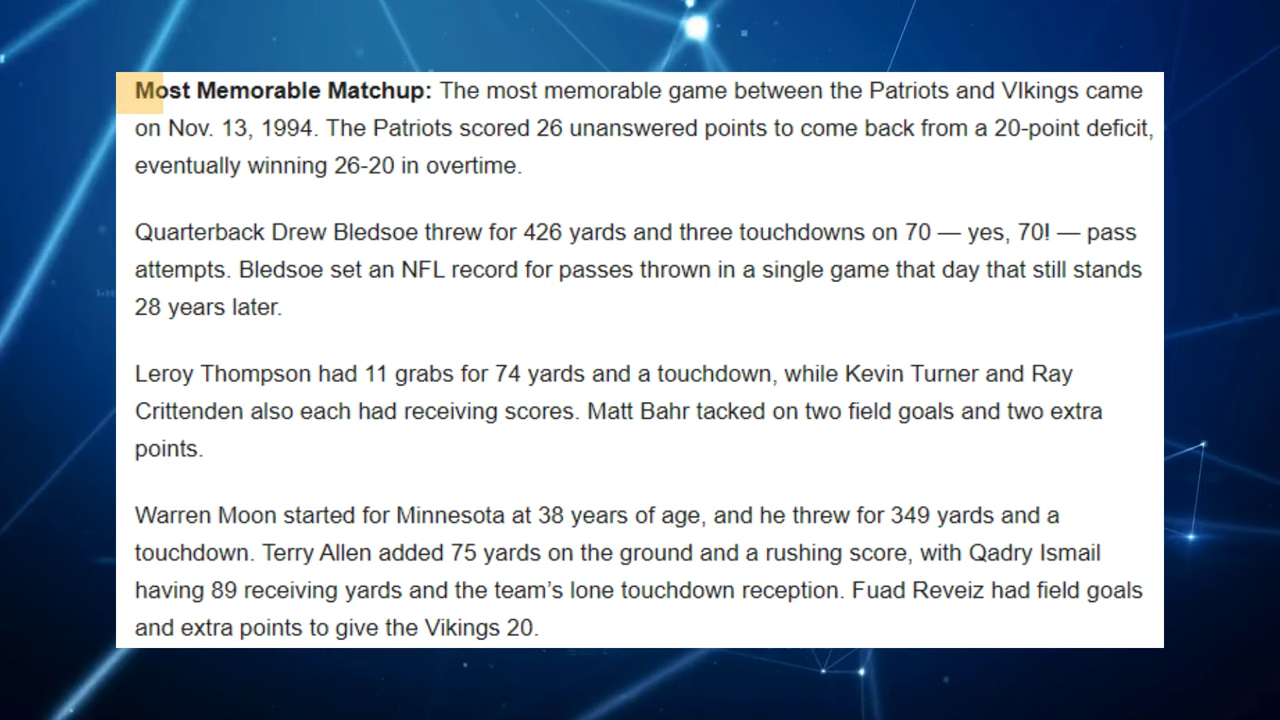 Most Memorable Matchup: The most memorable game between the Patriots and VIkings came
on Nov. 13, 1994. The Patriots scored 26 unanswered points to come back from a 20-point deficit,
eventually winning 26-20 in overtime.
Quarterback Drew Bledsoe threw for 426 yards and three touchdowns on 70 — yes, 70! — pass
attempts. Bledsoe set an NFL record for passes thrown in a single game that day that still stands
28 years later.
Leroy Thompson had 11 grabs for 74 yards and a touchdown, while Kevin Turner and Ray
Crittenden also each had receiving scores. Matt Bahr tacked on two field goals and two extra
points.
Warren Moon started for Minnesota at 38 years of age, and he threw for 349 yards and a
touchdown. Terry Allen added 75 yards on the ground and a rushing score, with Qadry Ismail
having 89 receiving yards and the team’s lone touchdown reception. Fuad Reveiz had field goals
and extra points to give the Vikings 20.